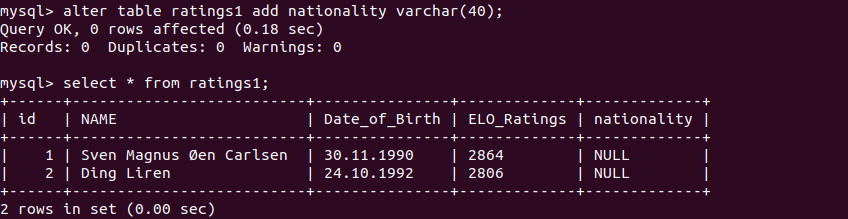 mysql> alter table ratings1 add nationality varchar(40);
Query OK, 0 rows affected (0.18 sec)
Records: 0  Duplicates: 0  Warnings: 0

mysql> select * from ratings1;
+------+--------------------------+---------------+-------------+-------------+
| id   | NAME                     | Date_of_Birth | ELO_Ratings | nationality |
+------+--------------------------+---------------+-------------+-------------+
|    1 | Sven Magnus Øen Carlsen  | 30.11.1990    | 2864        | NULL        |
|    2 | Ding Liren               | 24.10.1992    | 2806        | NULL        |
+------+--------------------------+---------------+-------------+-------------+
2 rows in set (0.00 sec)